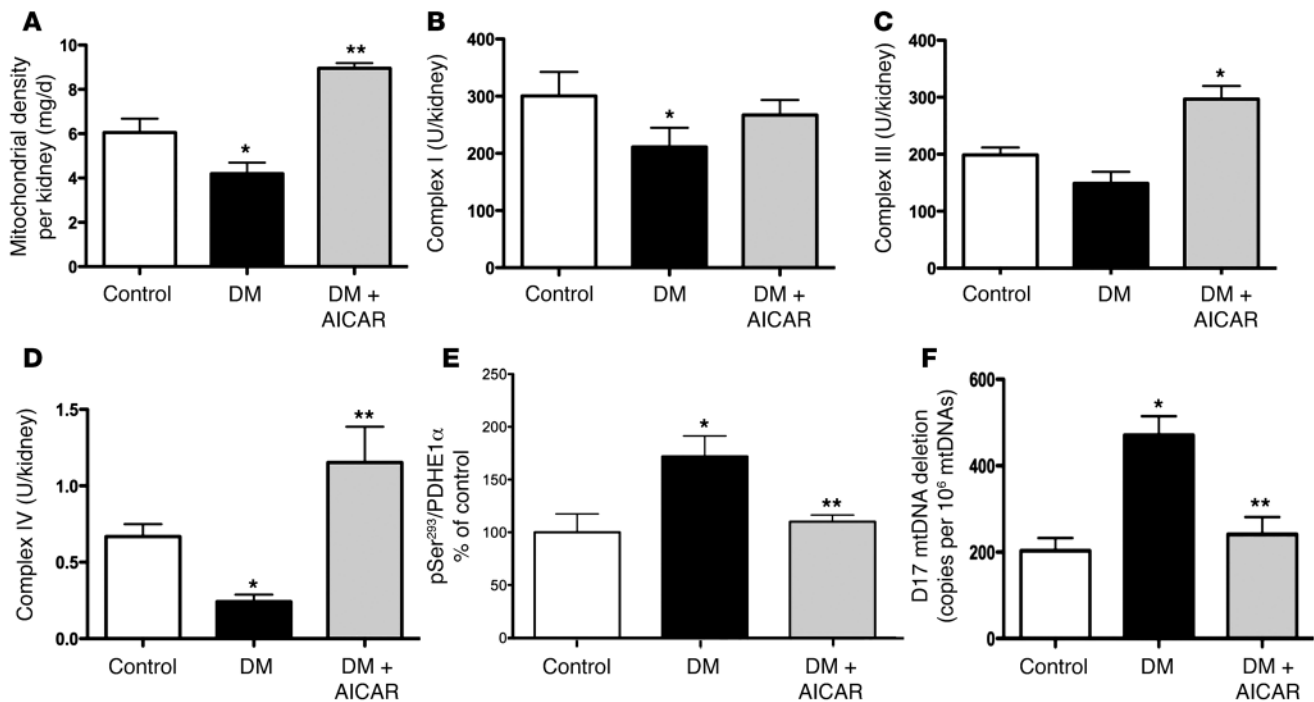 A
Mitochondrial density
per kidney (mg/d)
10
8
6
4
2
0
*
**
Control
DM
DM +
AICAR
B
Complex I (U/kidney)
400
300
200
100
0
*
Control
DM
DM +
AICAR
C
Complex III (U/kidney)
400
300
200
100
0
*
Control
DM
DM +
AICAR
D
Complex IV (U/kidney)
1.5
1.0
0.5
0.0
*
**
Control
DM
DM +
AICAR
E
pSer²⁹³/PDHE1α
% of control
250
200
150
100
50
0
*
**
Control
DM
DM +
AICAR
F
D17 mtDNA deletion
(copies per 10⁶ mtDNAs)
600
400
200
0
*
**
Control
DM
DM +
AICAR